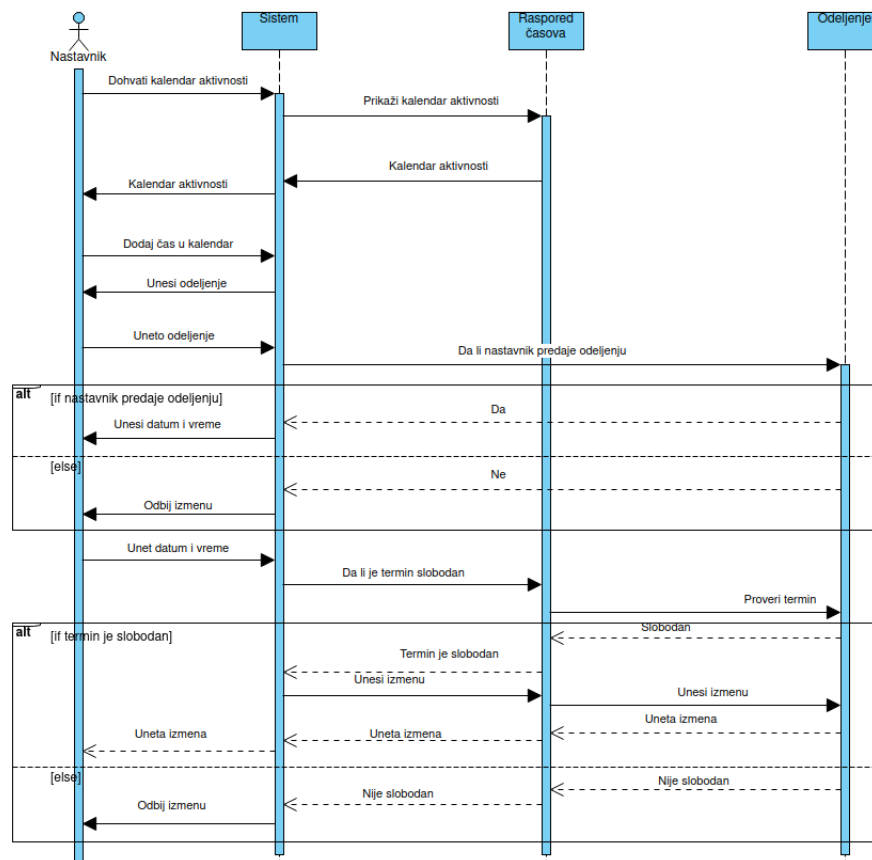 Sistem
Raspored
časova
Odeljenje
Nastavnik
Dohvati kalendar aktivnosti
Prikaži kalendar aktivnosti
Kalendar aktivnosti
Kalendar aktivnosti
Dodaj čas u kalendar
Unesi odeljenje
Uneto odeljenje
Da li nastavnik predaje odeljenju
alt
[if nastavnik predaje odeljenju]
Da
Unesi datum i vreme
[else]
Ne
Odbij izmenu
Unet datum i vreme
Da li je termin slobodan
Proveri termin
alt
[if termin je slobodan]
Slobodan
Termin je slobodan
Unesi izmenu
Unesi izmenu
Uneta izmena
Uneta izmena
Uneta izmena
[else]
Nije slobodan
Nije slobodan
Odbij izmenu